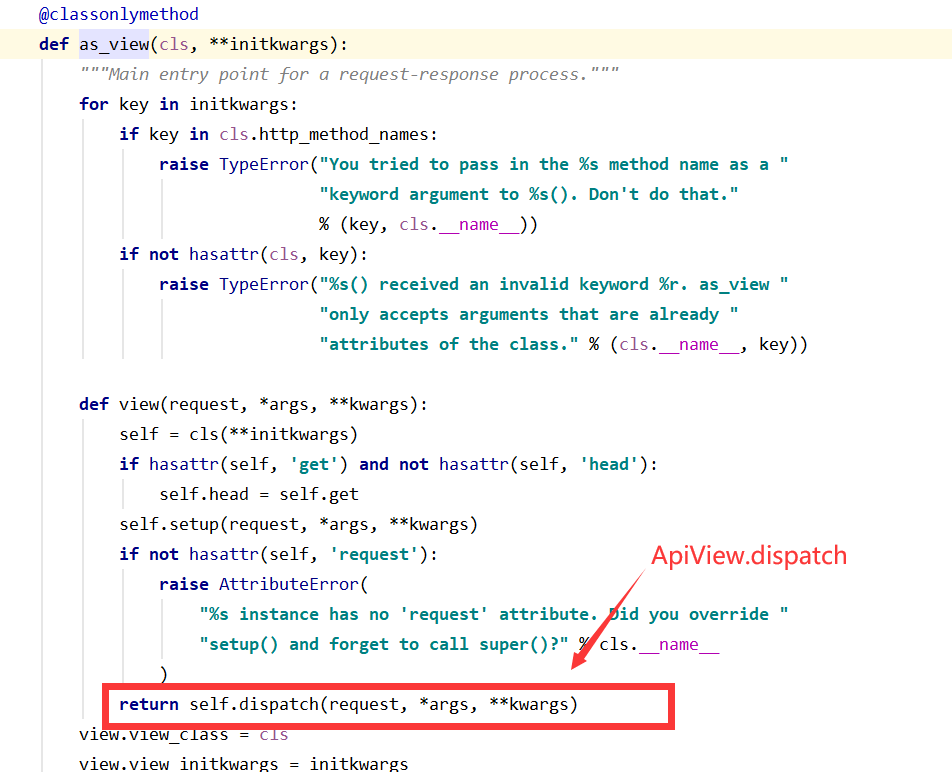 @classonlymethod
def as_view(cls, **initkwargs):
    """Main entry point for a request-response process."""
    for key in initkwargs:
        if key in cls.http_method_names:
            raise TypeError("You tried to pass in the %s method name as a "
                            "keyword argument to %s(). Don't do that."
                            % (key, cls.__name__))
        if not hasattr(cls, key):
            raise TypeError("%s() received an invalid keyword %r. as_view "
                            "only accepts arguments that are already "
                            "attributes of the class." % (cls.__name__, key))
    def view(request, *args, **kwargs):
        self = cls(**initkwargs)
        if hasattr(self, 'get') and not hasattr(self, 'head'):
            self.head = self.get
        self.setup(request, *args, **kwargs)
        if not hasattr(self, 'request'):
ApiView.dispatch
            raise AttributeError(
                "%s instance has no 'request' attribute. Did you override "
                "setup() and forget to call super()?" % cls.__name__
            )
        return self.dispatch(request, *args, **kwargs)
    view.view_class = cls
    view.view_initkwargs = initkwargs